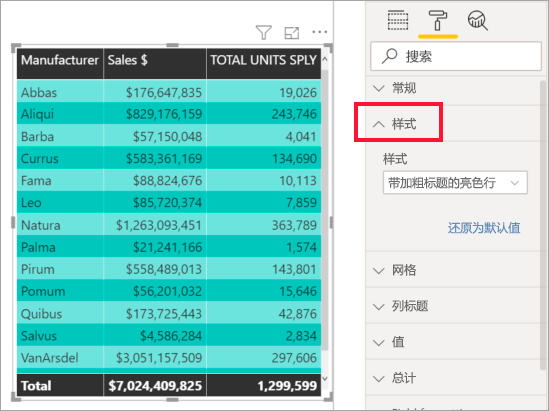 Manufacturer Sales $ TOTAL UNITS SPLY
Abbas $176,647,835 19,026
Aliqui $829,176,159 243,746
Barba $57,150,048 4,041
Currus $583,361,169 134,690
Fama $88,824,676 10,113
Leo $85,720,374 7,859
Natura $1,263,093,451 363,789
Palma $21,241,166 1,574
Pirum $558,489,013 143,801
Pomum $56,201,032 15,646
Quibus $173,725,443 42,876
Salvus $4,586,284 2,834
VanArsdel $3,051,157,509 297,606
Total $7,024,409,825 1,299,599
搜索
常规
样式
样式
带加粗标题的亮色行
还原为默认值
网格
列标题
值
总计